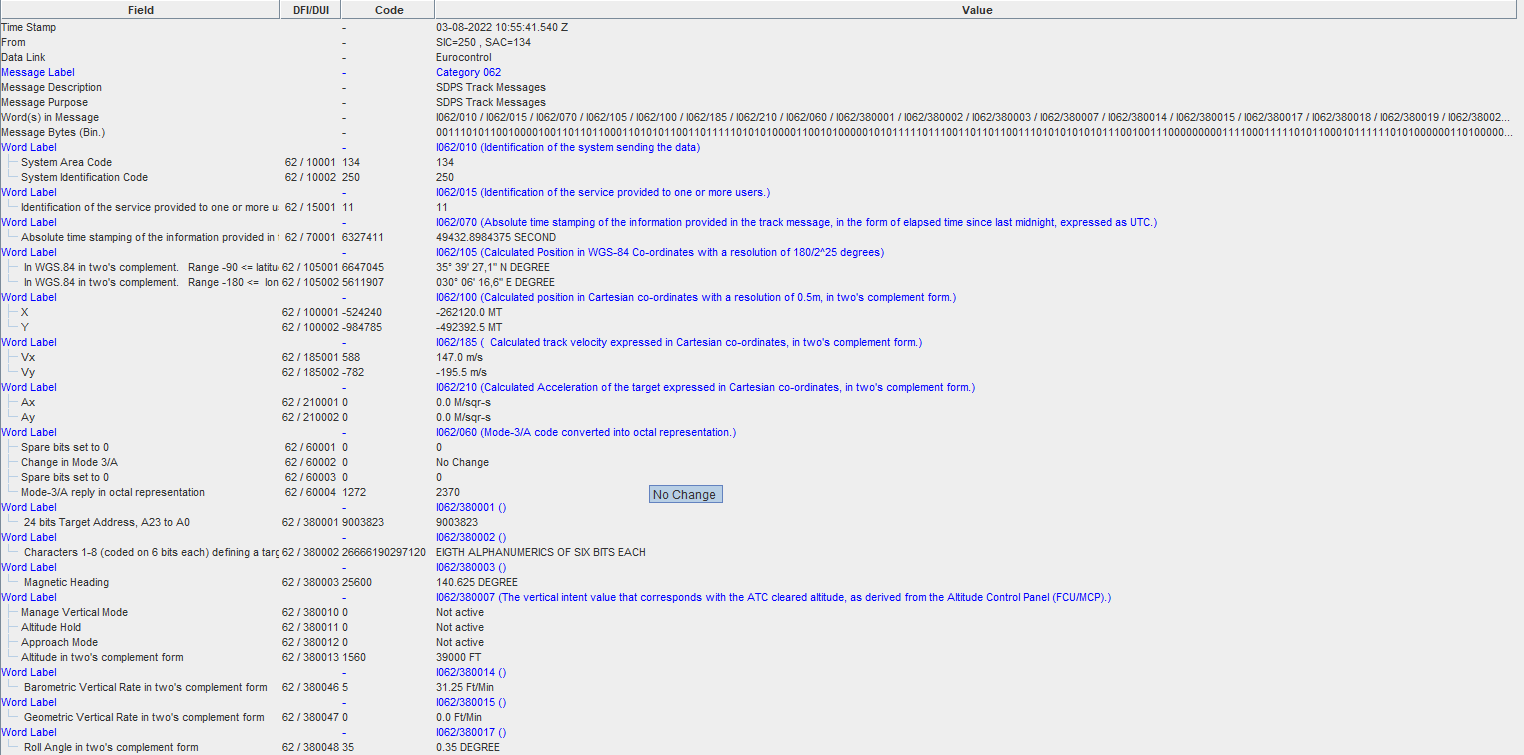 Field DFI/DUI Code Value
Time Stamp - 03-08-2022 10:55:41.540 Z
From - SIC=250 , SAC=134
Data Link - Eurocontrol
Message Label - Category 062
Message Description - SDPS Track Messages
Message Purpose - SDPS Track Messages
Word(s) in Message - I062/010 / I062/015 / I062/070 / I062/105 / I062/100 / I062/185 / I062/210 / I062/060 / I062/380001 / I062/380002 / I062/380003 / I062/380007 / I062/380014 / I062/380015 / I062/380017 / I062/380018 / I062/380019 / I062/38002...
Message Bytes (Bin.) -
Word Label - I062/010 (Identification of the system sending the data)
System Area Code 62 / 10001 134 134
System Identification Code 62 / 10002 250 250
Word Label - I062/015 (Identification of the service provided to one or more users.)
Identification of the service provided to one or more u 62 / 15001 11 11
Word Label - I062/070 (Absolute time stamping of the information provided in the track message, in the form of elapsed time since last midnight, expressed as UTC.)
Absolute time stamping of the information provided in 62 / 70001 6327411 49432.8984375 SECOND
Word Label - I062/105 (Calculated Position in WGS-84 Co-ordinates with a resolution of 180/2^25 degrees)
In WGS.84 in two's complement. Range -90 <= latitu 62 / 105001 6647045 35° 39' 27,1" N DEGREE
In WGS.84 in two's complement. Range -180 <= lon 62 / 105002 5611907 030° 06' 16,6" E DEGREE
Word Label - I062/100 (Calculated position in Cartesian co-ordinates with a resolution of 0.5m, in two's complement form.)
X 62 / 100001 -524240 -262120.0 MT
Y 62 / 100002 -984785 -492392.5 MT
Word Label - I062/185 ( Calculated track velocity expressed in Cartesian co-ordinates, in two's complement form.)
Vx 62 / 185001 588 147.0 m/s
Vy 62 / 185002 -782 -195.5 m/s
Word Label - I062/210 (Calculated Acceleration of the target expressed in Cartesian co-ordinates, in two's complement form.)
Ax 62 / 210001 0 0.0 M/sqr-s
Ay 62 / 210002 0 0.0 M/sqr-s
Word Label - I062/060 (Mode-3/A code converted into octal representation.)
Spare bits set to 0 62 / 60001 0 0
Change in Mode 3/A 62 / 60002 0 No Change
Spare bits set to 0 62 / 60003 0 0
Mode-3/A reply in octal representation 62 / 60004 1272 2370
No Change
Word Label - I062/380001 ()
24 bits Target Address, A23 to A0 62 / 380001 9003823 9003823
Word Label - I062/380002 ()
Characters 1-8 (coded on 6 bits each) defining a targ 62 / 380002 26666190297120 EIGTH ALPHANUMERICS OF SIX BITS EACH
Word Label - I062/380003 ()
Magnetic Heading 62 / 380003 25600 140.625 DEGREE
Word Label - I062/380007 (The vertical intent value that corresponds with the ATC cleared altitude, as derived from the Altitude Control Panel (FCU/MCP).)
Manage Vertical Mode 62 / 380010 0 Not active
Altitude Hold 62 / 380011 0 Not active
Approach Mode 62 / 380012 0 Not active
Altitude in two's complement form 62 / 380013 1560 39000 FT
Word Label - I062/380014 ()
Barometric Vertical Rate in two's complement form 62 / 380046 5 31.25 Ft/Min
Word Label - I062/380015 ()
Geometric Vertical Rate in two's complement form 62 / 380047 0 0.0 Ft/Min
Word Label - I062/380017 ()
Roll Angle in two's complement form 62 / 380048 35 0.35 DEGREE